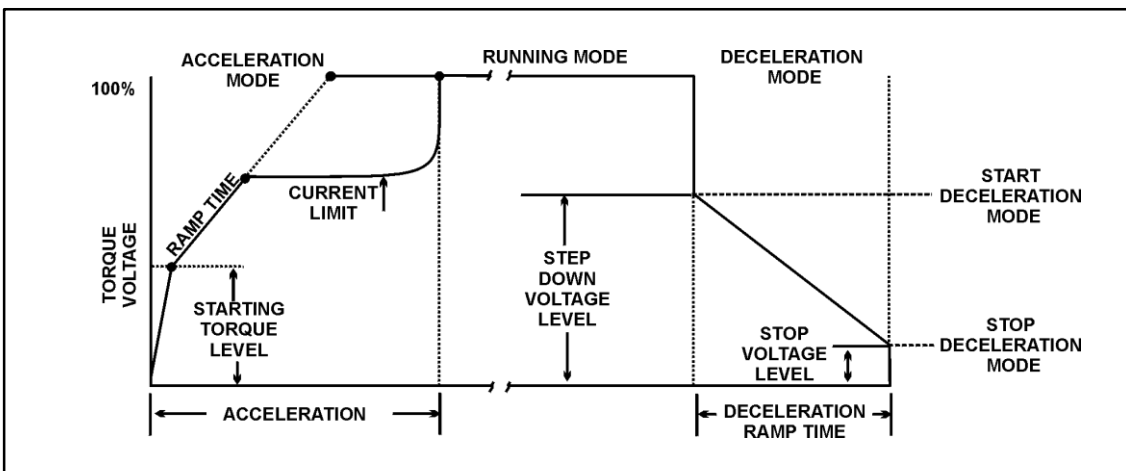 ACCELERATION
MODE
RUNNING MODE
DECELERATION
MODE
100%
TORQUE
VOLTAGE
RAMP TIME
CURRENT
LIMIT
STARTING
TORQUE
LEVEL
STEP
DOWN
VOLTAGE
LEVEL
START
DECELERATION
MODE
STOP
VOLTAGE
LEVEL
STOP
DECELERATION
MODE
ACCELERATION
DECELERATION
RAMP TIME